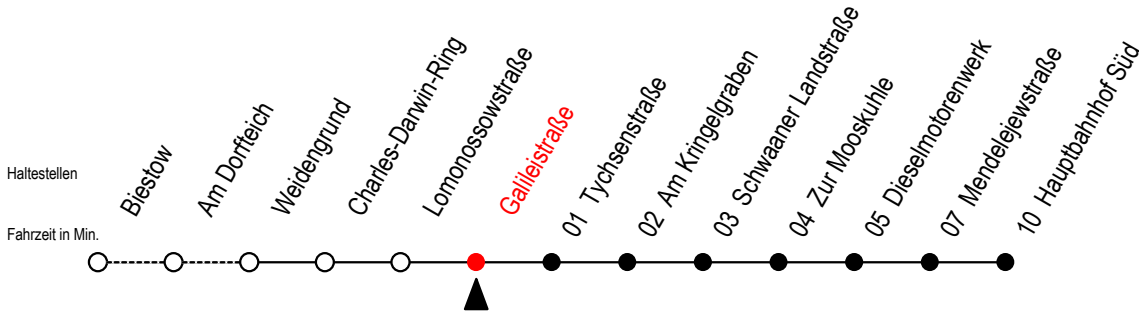 Haltestellen
Fahrzeit in Min.
Biestow
Am Dorfteich
Weidengrund
Charles-Darwin-Ring
Lomonossowstraße
Galileistraße
01 Tychsenstraße
02 Am Kringelgraben
03 Schwaaner Landstraße
04 Zur Mooskuhle
05 Dieselmotorenwerk
07 Mendelejewstraße
10 Hauptbahnhof Süd